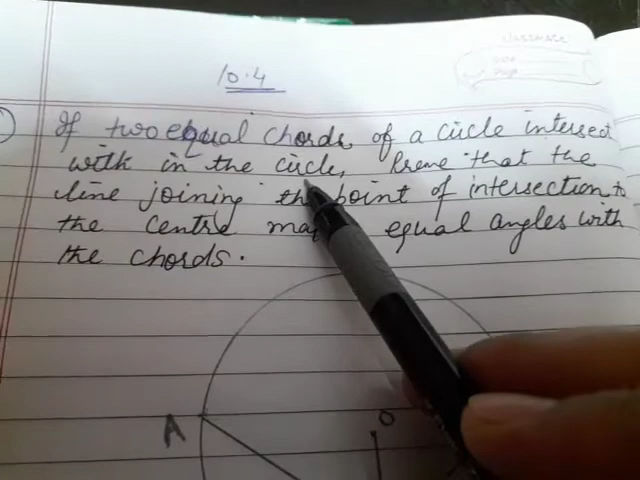 10.4
If two equal chords of a circle intersect
with in the circle, Prove that the
line joining the point of intersection to
the centre equal angles with
the chords.
A
O